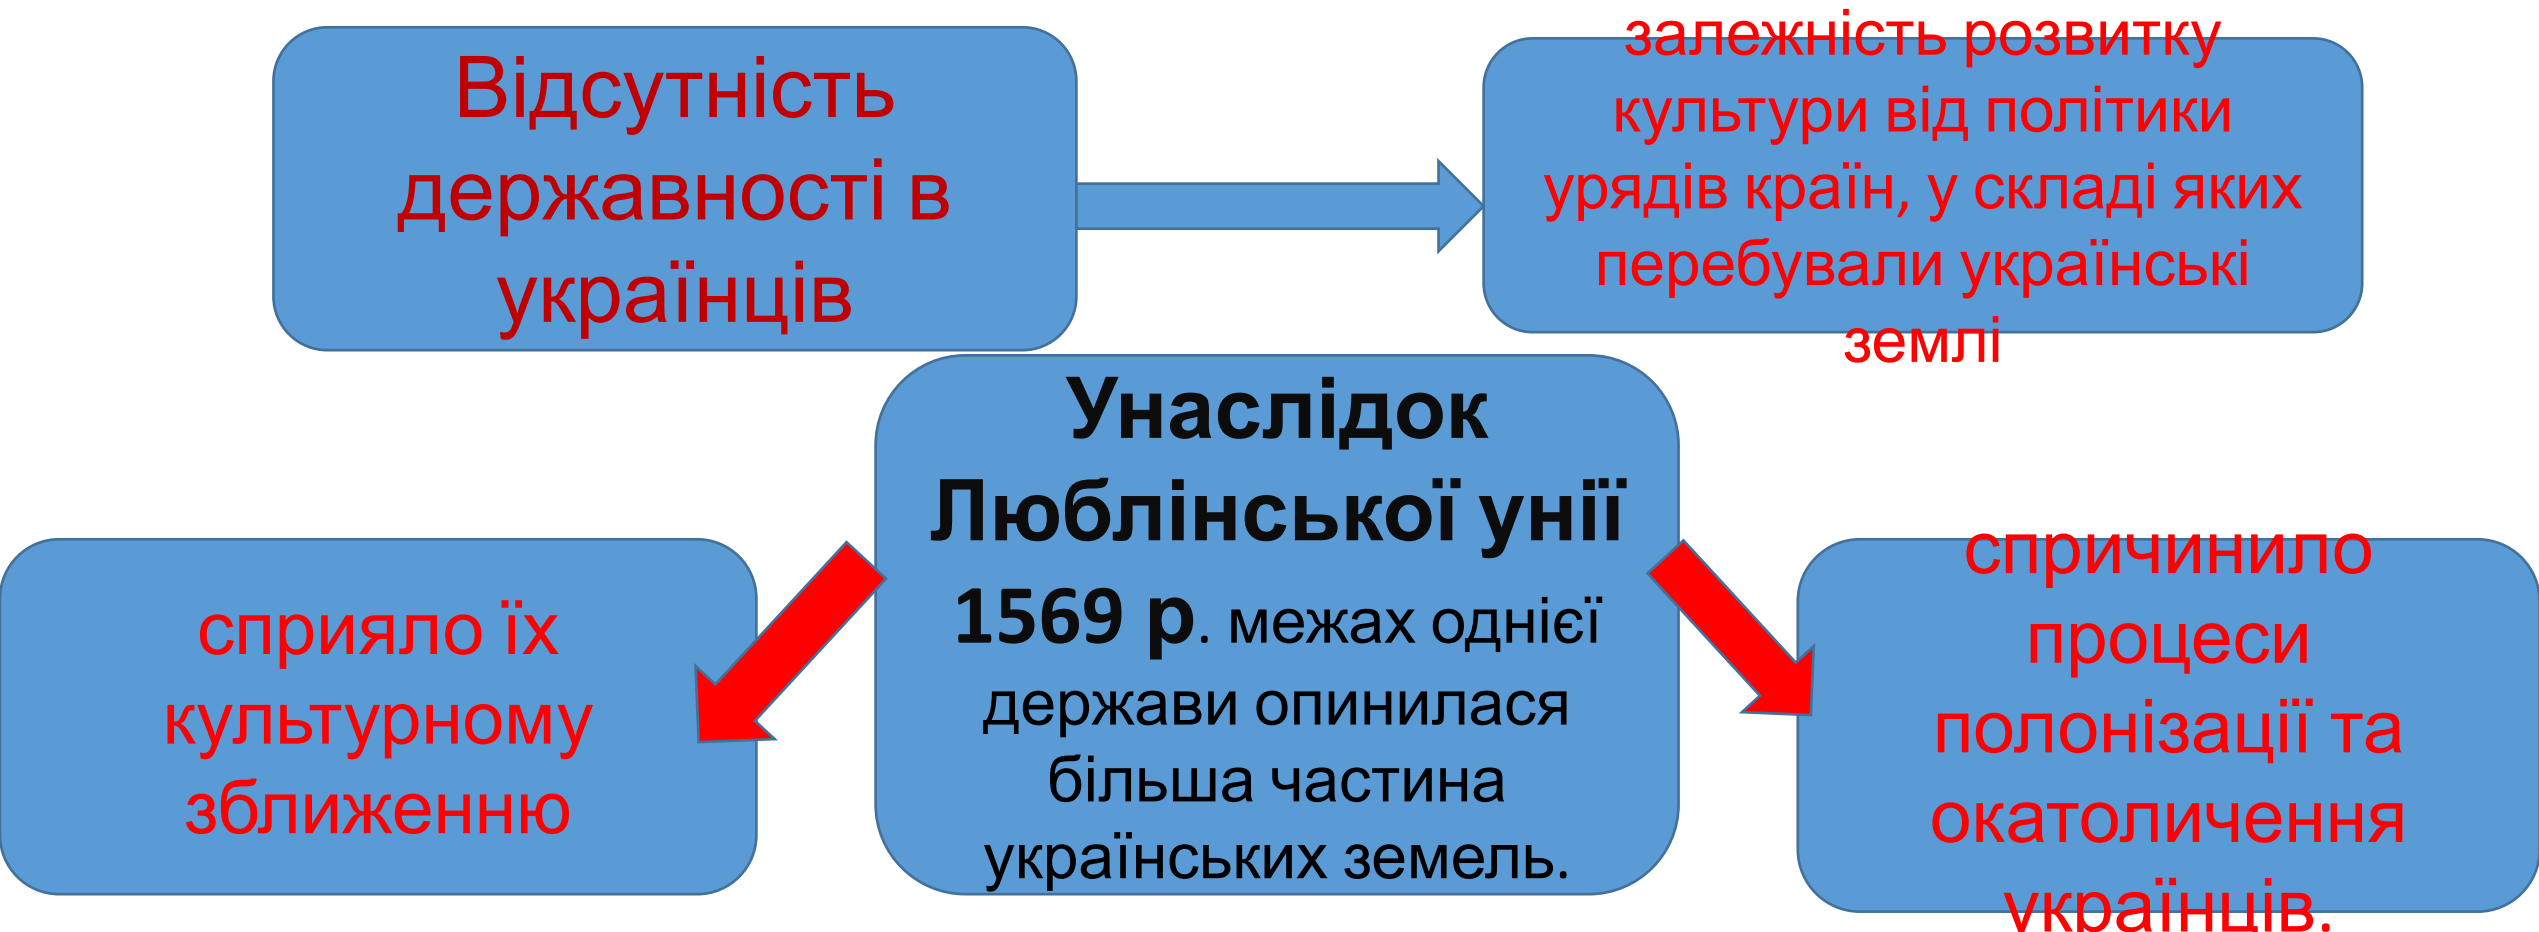 Відсутність
державності в
українців
залежність розвитку
культури від політики
урядів країн, у складі яких
перебували українські
землі
Унаслідок
Люблінської унії
1569 р. межах однієї
держави опинилася
більша частина
українських земель.
сприяло їх
культурному
зближенню
спричинило
процеси
полонізації та
окатоличення
українців.